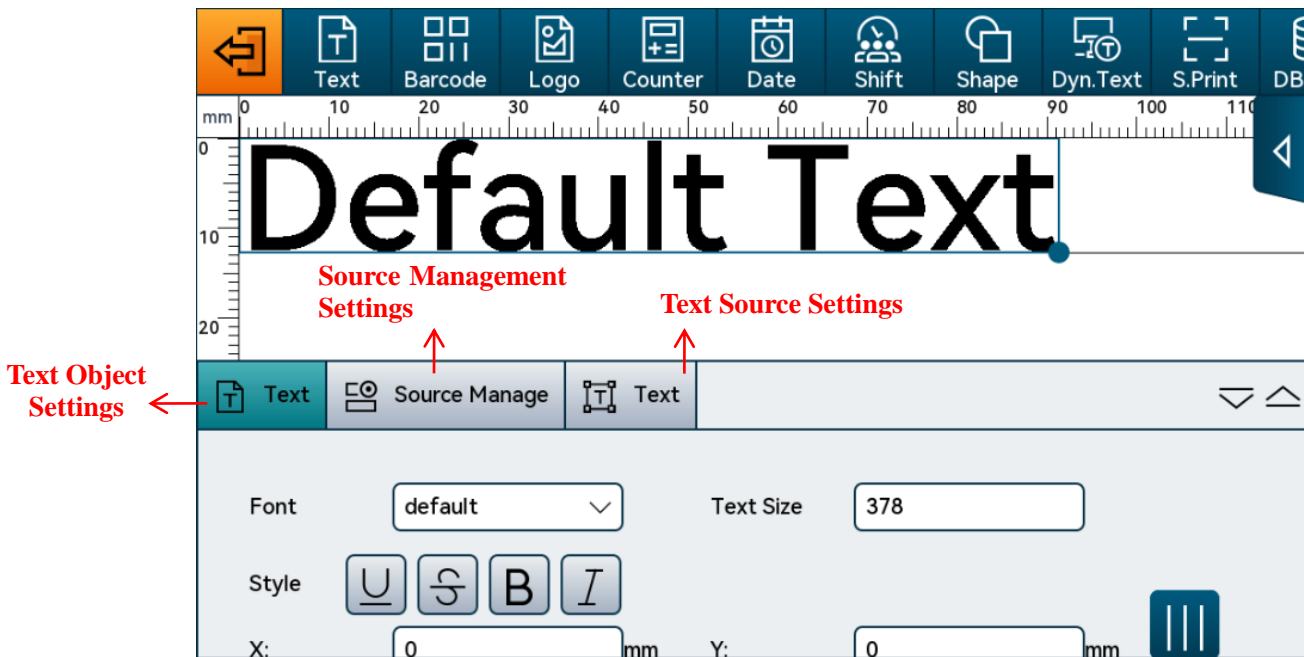 Text Barcode Logo Counter Date Shift Shape Dyn.Text S.Print DB
mm 0 10 20 30 40 50 60 70 80 90 100 110
0
Default Text
10
Source Management
Settings
Text Source Settings
20
Text Object
Settings
Text Source Manage Text
Font default Text Size 378
Style U S B I
X: 0 mm Y: 0 mm